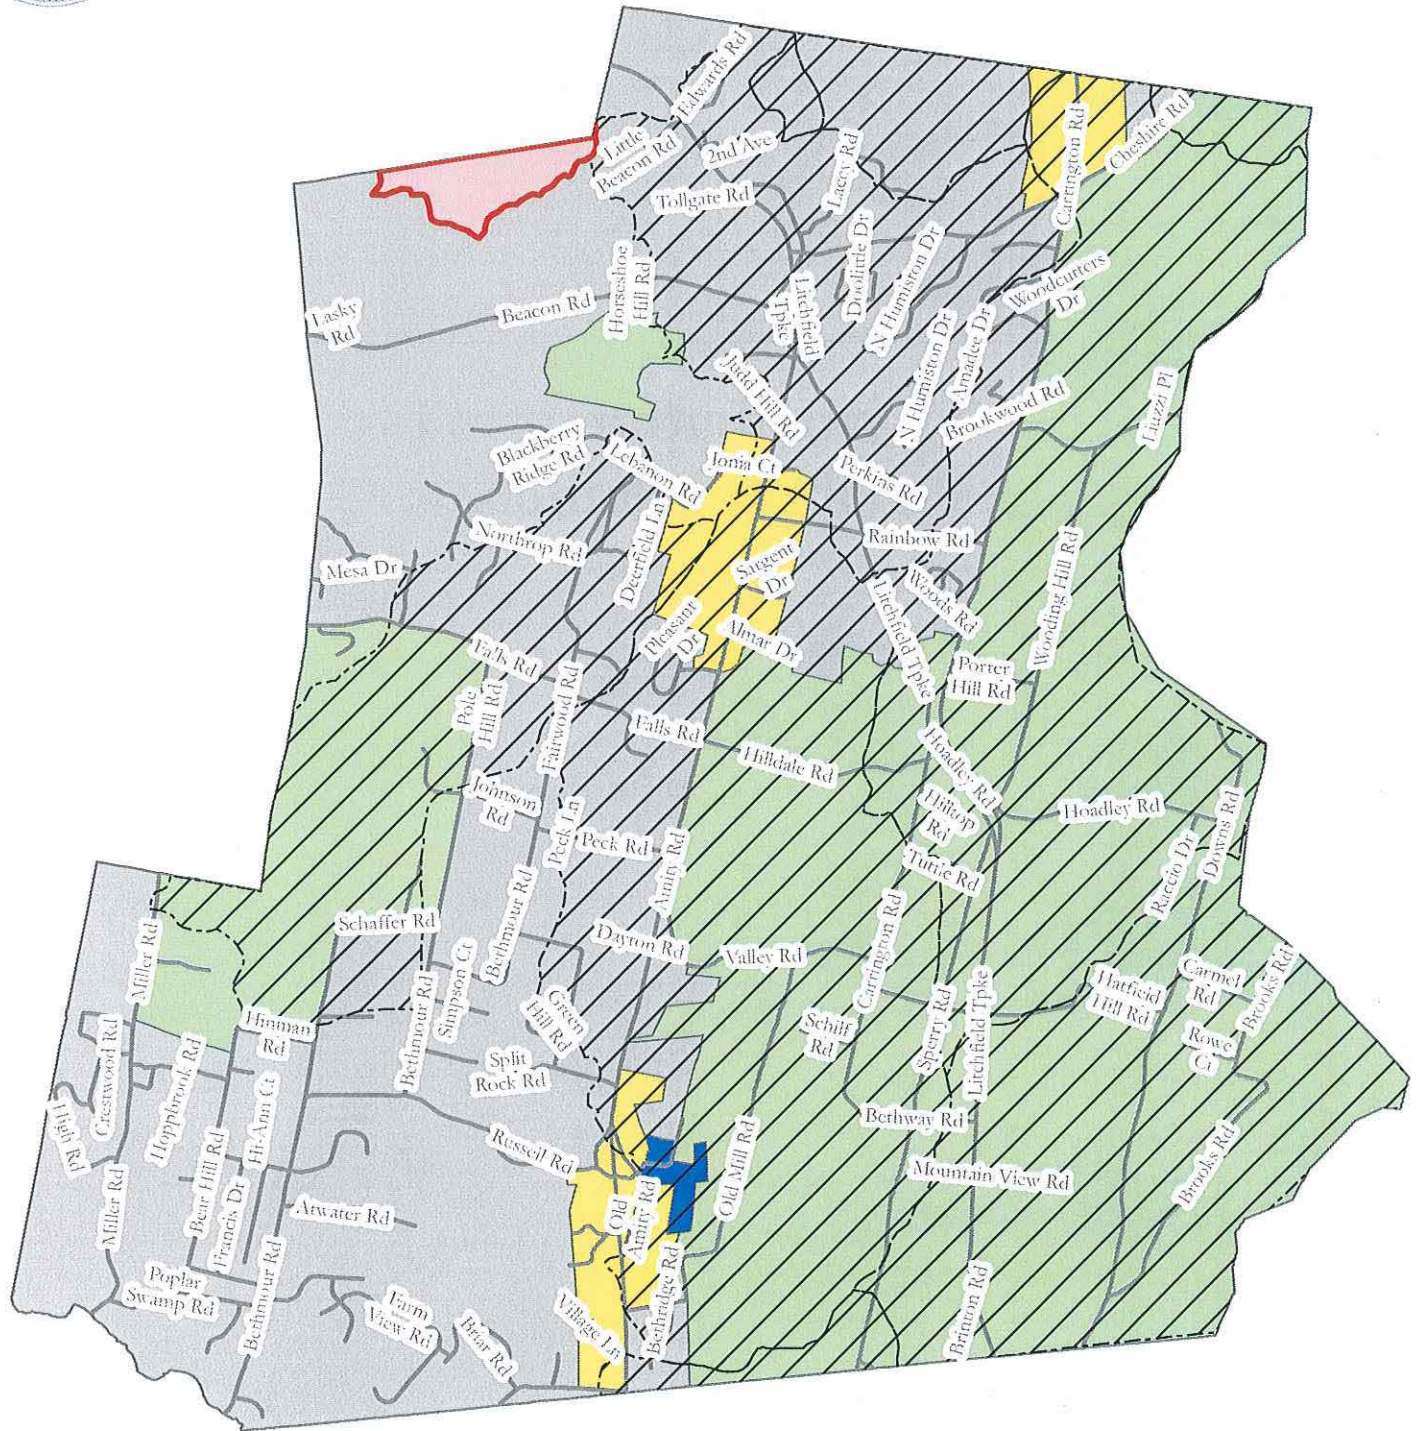 Edwards Rd
Little
Beacon Rd
2nd Ave
Lacey Rd
Tollgate Rd
Carrington Rd
Cheshire Rd
Doolittle Dr
N Humiston Dr
Horseshoe
Hill Rd
Woodcutters
Dr
Lasky
Rd
Beacon Rd
Litchfield
Tpke
N Humiston Dr
Amadee Dr
Judd Hill Rd
Brookwood Rd
Liuzzi Pl
Blackberry
Ridge Rd
Lebanon Rd
Ionia Ct
Perkins Rd
Northrop Rd
Deerfield Ln
Rainbow Rd
Mesa Dr
Sargent
Dr
Woods Rd
Wooding Hill Rd
Pleasant
Dr
Almar Dr
Litchfield Tpke
Falls Rd
Porter
Hill Rd
Pole
Hill Rd
Fairwood Rd
Falls Rd
Hilldale Rd
Hoadley Rd
Johnson
Rd
Hilltop
Rd
Hoadley Rd
Downs Rd
Peck Ln
Peck Rd
Amity Rd
Tuttle Rd
Raccio Dr
Schaffer Rd
Bethmour Rd
Dayton Rd
Valley Rd
Carrington Rd
Miller Rd
Simpson Ct
Bethmour Rd
Hatfield
Hill Rd
Carmel
Rd
Brooks Rd
Hinman
Rd
Green
Hill Rd
Schilf
Rd
Sperry Rd
Litchfield Tpke
Rowe
Ct
Crestwood Rd
Hoppbrook Rd
Split
Rock Rd
High Rd
Hi-Ann Ct
Bethway Rd
Russell Rd
Old Mill Rd
Brooks Rd
Miller Rd
Bear Hill Rd
Francis Dr
Atwater Rd
Old
Amity Rd
Mountain View Rd
Poplar
Swamp Rd
Bethmour Rd
Farm
View Rd
Briar Rd
Village Ln
Bethridge Rd
Brinton Rd